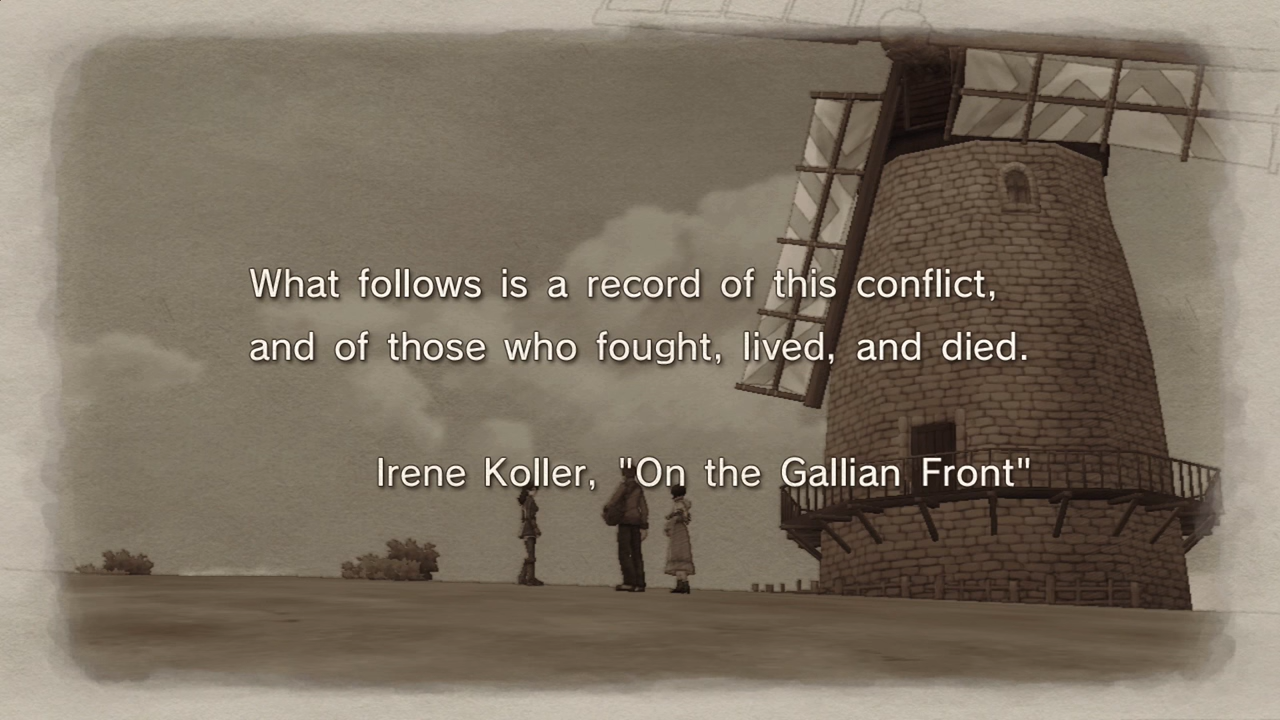 What follows is a record of this conflict,
and of those who fought, lived, and died.
Irene Koller, "On the Gallian Front"